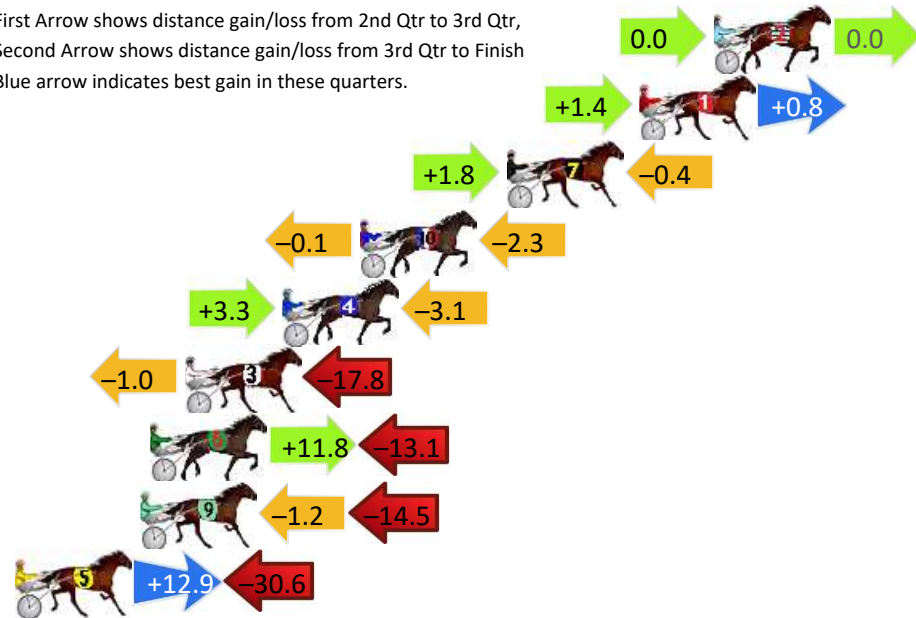 First Arrow shows distance gain/loss from 2nd Qtr to 3rd Qtr,
Second Arrow shows distance gain/loss from 3rd Qtr to Finish
Blue arrow indicates best gain in these quarters.
0.0 2 0.0
+1.4 1 +0.8
+1.8 7 –0.4
–0.1 10 –2.3
+3.3 4 –3.1
–1.0 3 –17.8
+11.8 –13.1
9 –1.2 –14.5
5 +12.9 –30.6